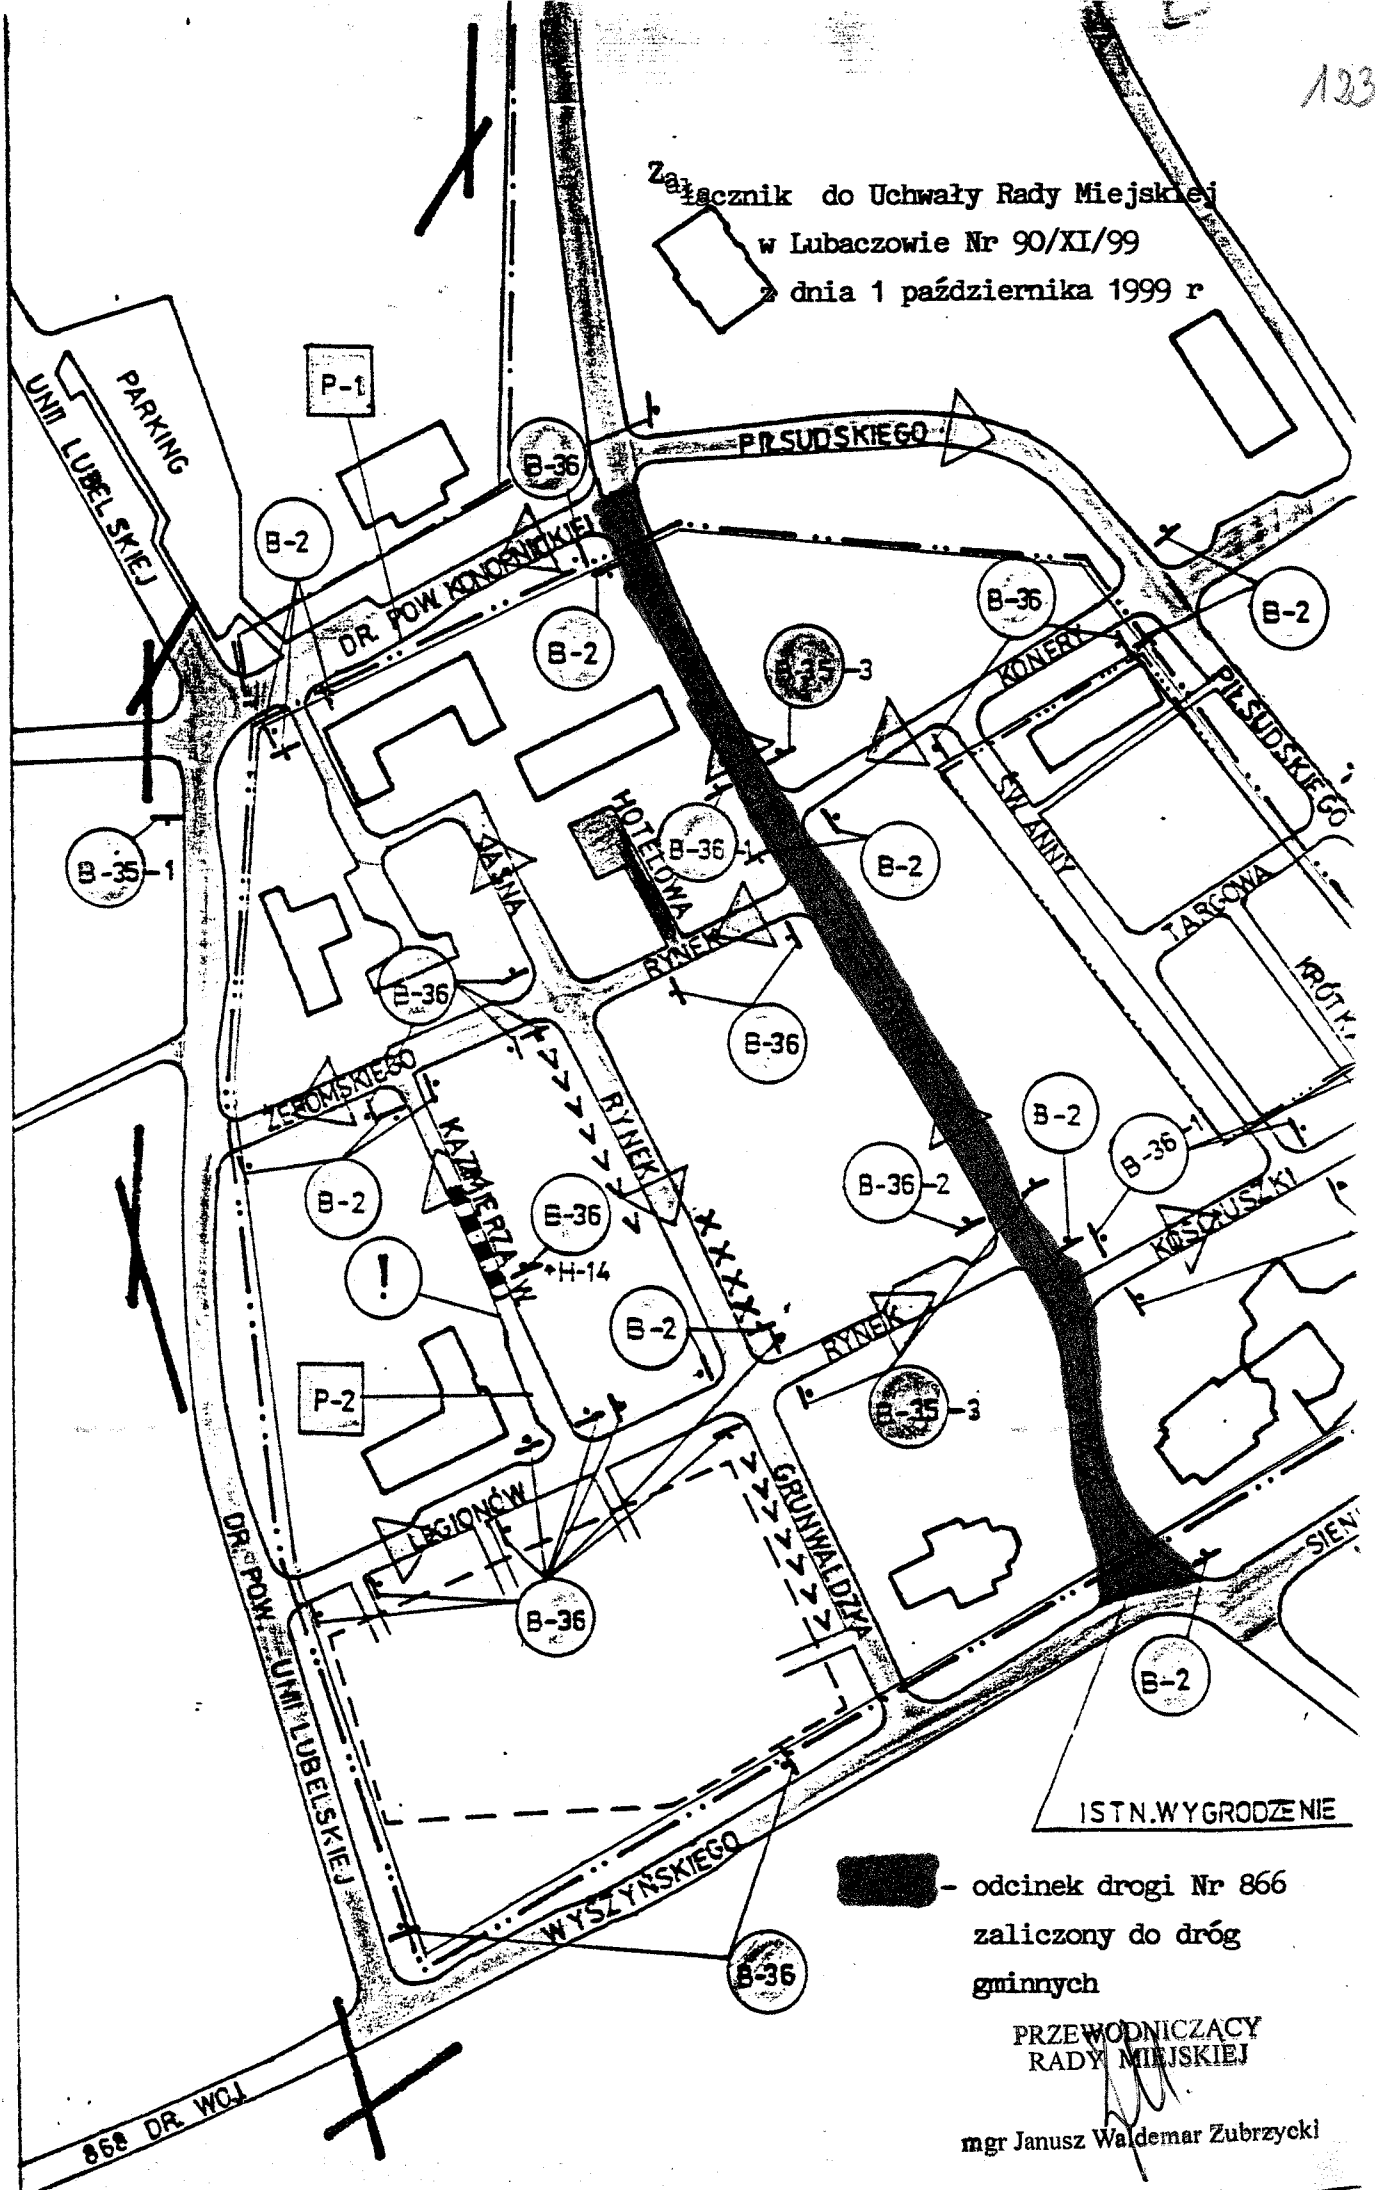 123
Załącznik do Uchwały Rady Miejskiej
w Lubaczowie Nr 90/XI/99
z dnia 1 października 1999 r
PARKING
UNII LUBELSKIEJ
P-1
B-36
PIŁSUDSKIEGO
B-2
DR. POW. KONORNICKIEJ
B-2
B-36
B-2
B-35-3
KONERY
PIŁSUDSKIEGO
HOTELOWA
B-36-1
B-2
ŚW ANNY
B-35-1
JASNA
TARGOWA
RYNEK
KRÓTK
B-36
B-36
ŻEROMSKIEGO
RYNEK
B-2
B-36-1
KAZIMIERZA W
B-2
B-36
B-36-2
KOŚCIUSZKI
!
H-14
B-2
RYNEK
P-2
B-35-3
LEGIONÓW
GRUNWALDZKA
SIEN
DR. POW. UNII LUBELSKIEJ
B-36
B-2
ISTN.WYGRODZENIE
WYSZYŃSKIEGO
B-36
- odcinek drogi Nr 866
zaliczony do dróg
gminnych
PRZEWODNICZĄCY
RADY MIEJSKIEJ
mgr Janusz Waldemar Zubrzycki
868 DR. WOJ.